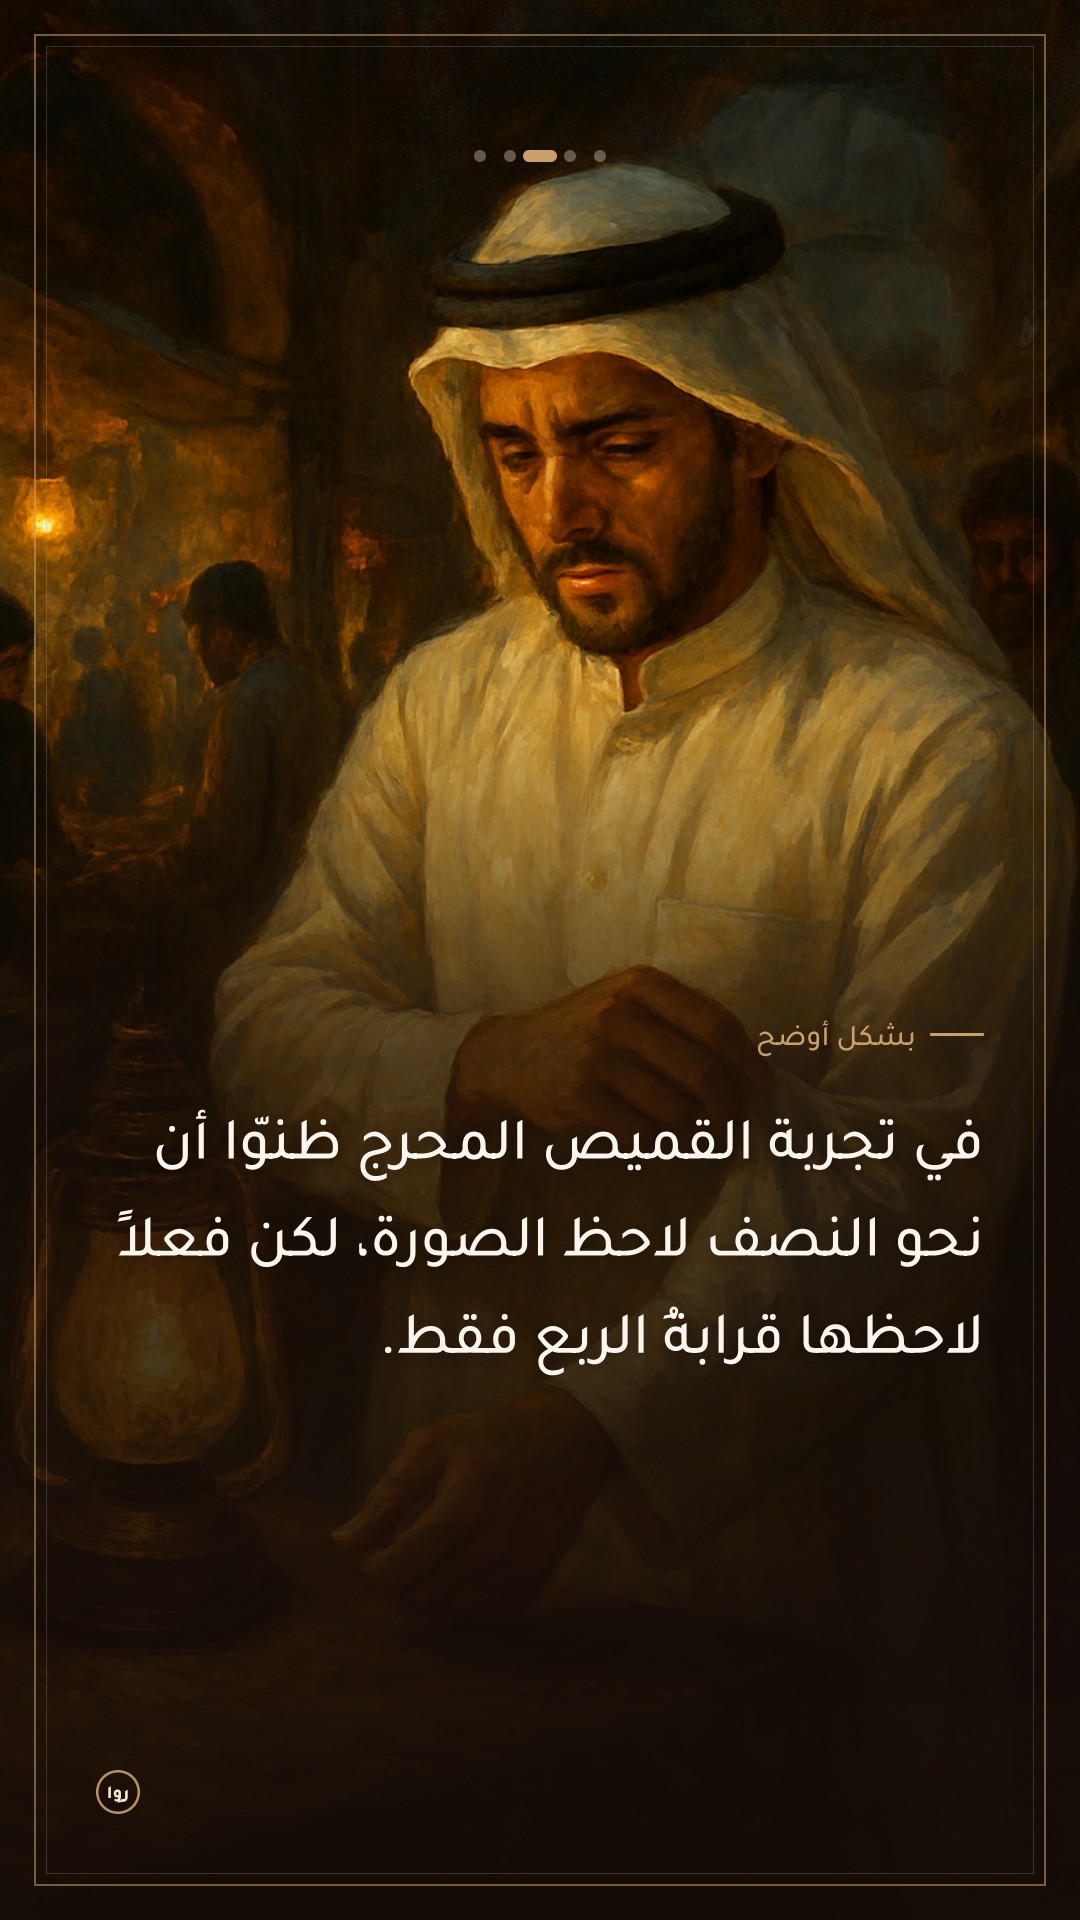 بشكل أوضح
في تجربة القميص المحرج ظنوّا أن
نحو النصف لاحظ الصورة، لكن فعلاً
لاحظها قرابةُ الربع فقط.
روا